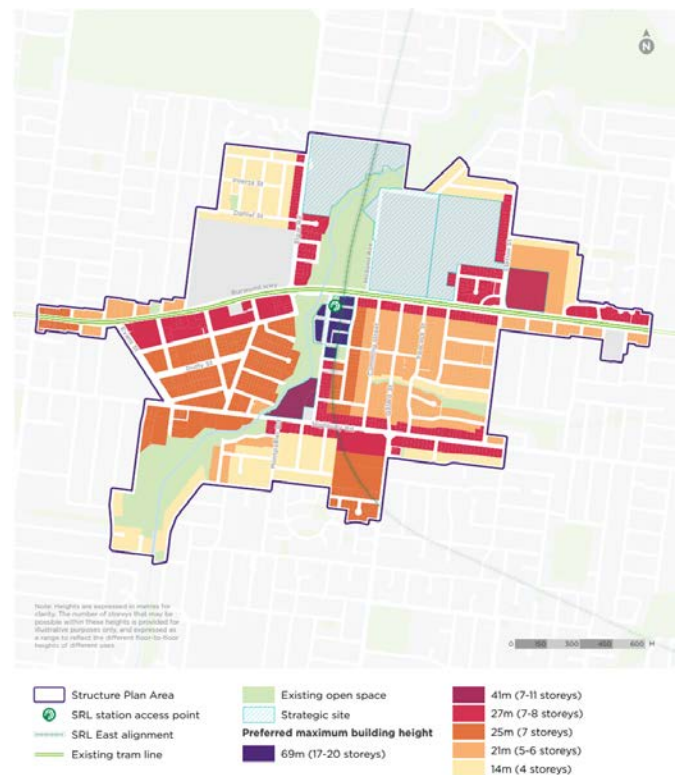 N
Burwood Hwy
Note: Heights are expressed in metres for
clarity. The number of storeys that may be
possible within these heights is provided for
illustrative purposes only, and expressed as
a range to reflect the different floor-to-floor
heights of different uses
0 150 300 450 600 M
Structure Plan Area
SRL station access point
SRL East alignment
Existing tram line
Existing open space
Strategic site
Preferred maximum building height
69m (17-20 storeys)
41m (7-11 storeys)
27m (7-8 storeys)
25m (7 storeys)
21m (5-6 storeys)
14m (4 storeys)